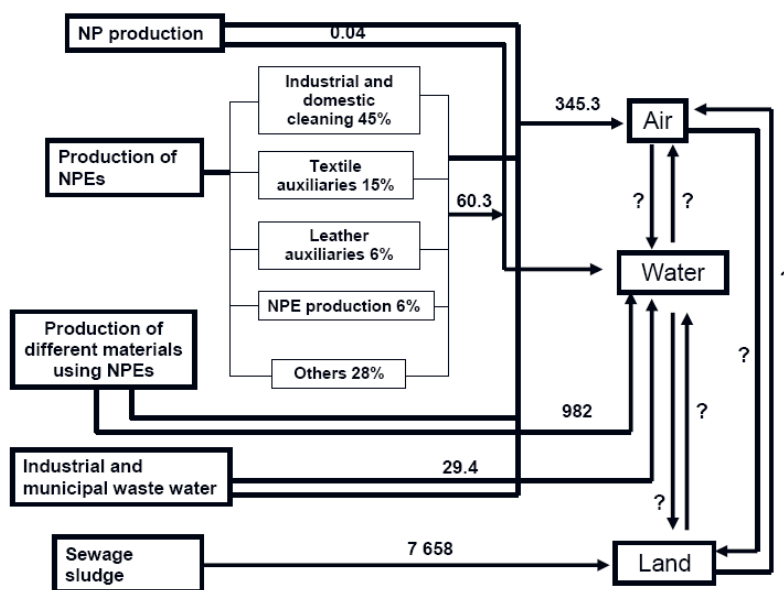 NP production
0.04
Industrial and
domestic
cleaning 45%
345.3
Air
Production of
NPEs
Textile
auxiliaries 15%
60.3
?
?
?
Leather
auxiliaries 6%
Water
NPE production 6%
Production of
different materials
using NPEs
Others 28%
?
?
982
Industrial and
municipal waste water
29.4
?
Sewage
sludge
7 658
Land